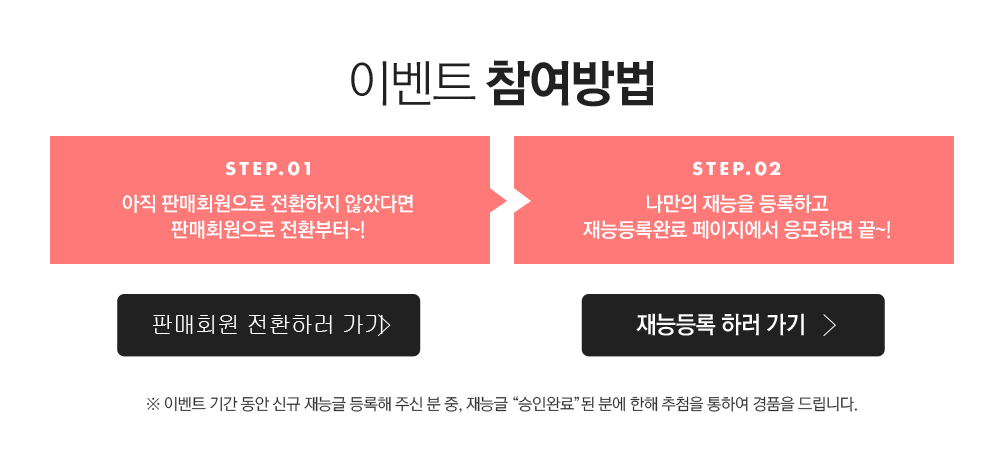 이벤트 참여방법
STEP.01
아직 판매회원으로 전환하지 않았다면
판매회원으로 전환부터~!
STEP.02
나만의 재능을 등록하고
재능등록완료 페이지에서 응모하면 끝~!
판매회원 전환하러 가기
재능등록 하러 가기
※ 이벤트 기간 동안 신규 재능글 등록해 주신 분 중, 재능글 “승인완료”된 분에 한해 추첨을 통하여 경품을 드립니다.